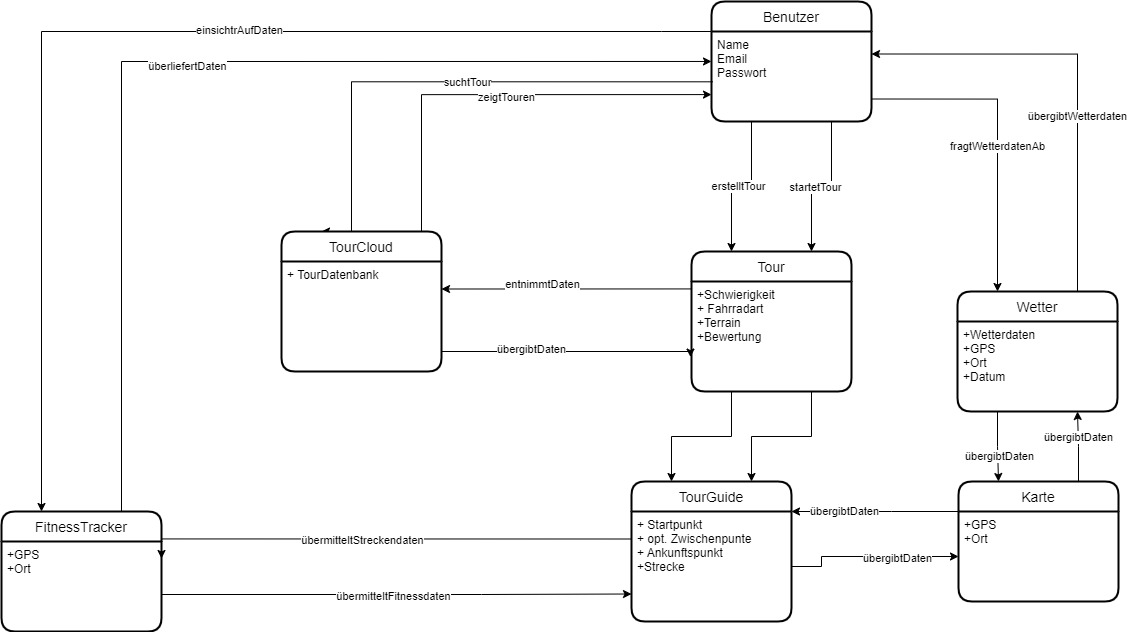 Benutzer
einsichtrAufDaten
Name
Email
Passwort
überliefertDaten
suchtTour
zeigtTouren
übergibtWetterdaten
fragtWetterdatenAb
erstelltTour
startetTour
TourCloud
+ TourDatenbank
Tour
entnimmtDaten
+Schwierigkeit
+ Fahrradart
+Terrain
+Bewertung
übergibtDaten
Wetter
+Wetterdaten
+GPS
+Ort
+Datum
übergibtDaten
übergibtDaten
TourGuide
+ Startpunkt
+ opt. Zwischenpunte
+ Ankunftspunkt
+Strecke
Karte
+GPS
+Ort
übergibtDaten
übergibtDaten
FitnessTracker
+GPS
+Ort
übermitteltStreckendaten
übermitteltFitnessdaten